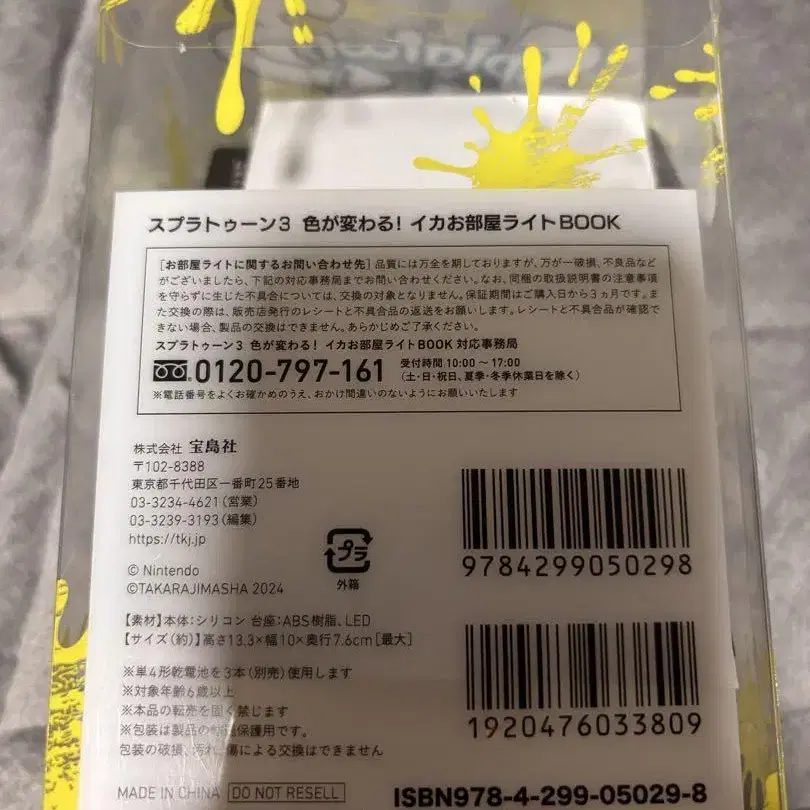 スプラトゥーン3 色が変わる! イカお部屋ライトBOOK
[お部屋ライトに関するお問い合わせ先] 品質には万全を期しておりますが、万が一破損、不良品など
がございましたら、下記の対応事務局までお問い合わせください。なお、同梱の取扱説明書の注意事項
を守らずに生じた不具合については、交換の対象となりません。保証期間はご購入日から3ヵ月です。ま
た交換の際は、販売店発行のレシートと不具合品の返送をお願いします。レシートと不具合品が確認で
きない場合、製品の交換はできません。あらかじめご了承ください。
スプラトゥーン3 色が変わる! イカお部屋ライトBOOK 対応事務局
0120-797-161 受付時間 10:00〜17:00
(土・日・祝日、夏季・冬季休業日を除く)
※電話番号をよくお確かめのうえ、おかけ間違いのないようにお願いいたします
株式会社 宝島社
〒102-8388
東京都千代田区一番町25番地
03-3234-4621(営業)
03-3239-3193(編集)
https://tkj.jp
プラ
外箱
© Nintendo
©TAKARAJIMASHA 2024
9784299050298
【素材】本体:シリコン 台座:ABS樹脂、LED
【サイズ(約)】高さ13.3×幅10×奥行7.6cm[最大]
※単4形乾電池を3本(別売)使用します
※対象年齢6歳以上
※本品の転売を固く禁じます
※包装は製品の輸送保護用です。
包装の破損、汚れ、傷による交換はできません
1920476033809
MADE IN CHINA DO NOT RESELL
ISBN978-4-299-05029-8